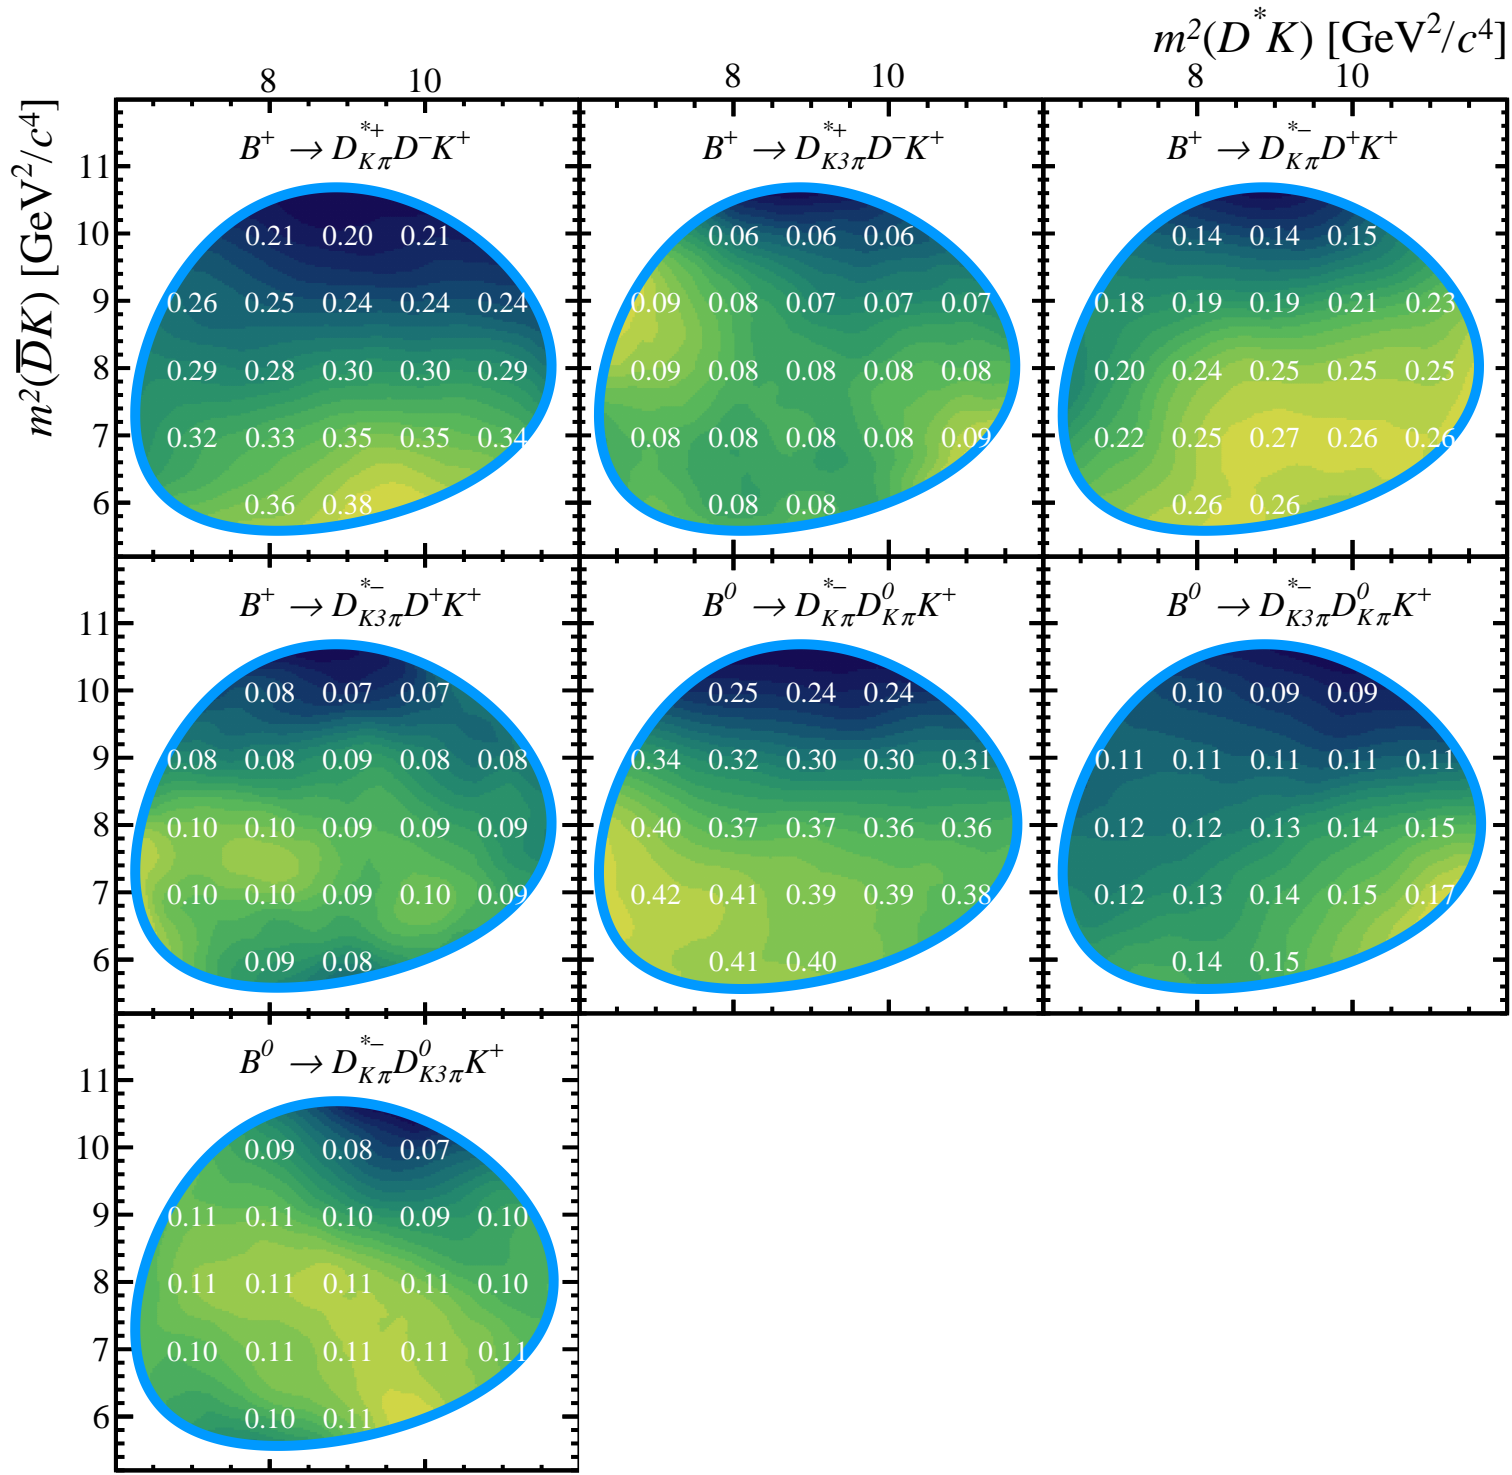 m²(D*K) [GeV²/c⁴]
8 10 8 10 8 10
m²(D̅K) [GeV²/c⁴]
B⁺ → D*⁺_{Kπ}D⁻K⁺
B⁺ → D*⁺_{K3π}D⁻K⁺
B⁺ → D*⁻_{Kπ}D⁺K⁺
11
10 0.21 0.20 0.21 0.06 0.06 0.06 0.14 0.14 0.15
9 0.26 0.25 0.24 0.24 0.24 0.09 0.08 0.07 0.07 0.07 0.18 0.19 0.19 0.21 0.23
8 0.29 0.28 0.30 0.30 0.29 0.09 0.08 0.08 0.08 0.08 0.20 0.24 0.25 0.25 0.25
7 0.32 0.33 0.35 0.35 0.34 0.08 0.08 0.08 0.08 0.09 0.22 0.25 0.27 0.26 0.26
6 0.36 0.38 0.08 0.08 0.26 0.26
B⁺ → D*⁻_{K3π}D⁺K⁺
B⁰ → D*⁻_{Kπ}D⁰_{Kπ}K⁺
B⁰ → D*⁻_{K3π}D⁰_{Kπ}K⁺
11
10 0.08 0.07 0.07 0.25 0.24 0.24 0.10 0.09 0.09
9 0.08 0.08 0.09 0.08 0.08 0.34 0.32 0.30 0.30 0.31 0.11 0.11 0.11 0.11 0.11
8 0.10 0.10 0.09 0.09 0.09 0.40 0.37 0.37 0.36 0.36 0.12 0.12 0.13 0.14 0.15
7 0.10 0.10 0.09 0.10 0.09 0.42 0.41 0.39 0.39 0.38 0.12 0.13 0.14 0.15 0.17
6 0.09 0.08 0.41 0.40 0.14 0.15
B⁰ → D*⁻_{Kπ}D⁰_{K3π}K⁺
11
10 0.09 0.08 0.07
9 0.11 0.11 0.10 0.09 0.10
8 0.11 0.11 0.11 0.11 0.10
7 0.10 0.11 0.11 0.11 0.11
6 0.10 0.11